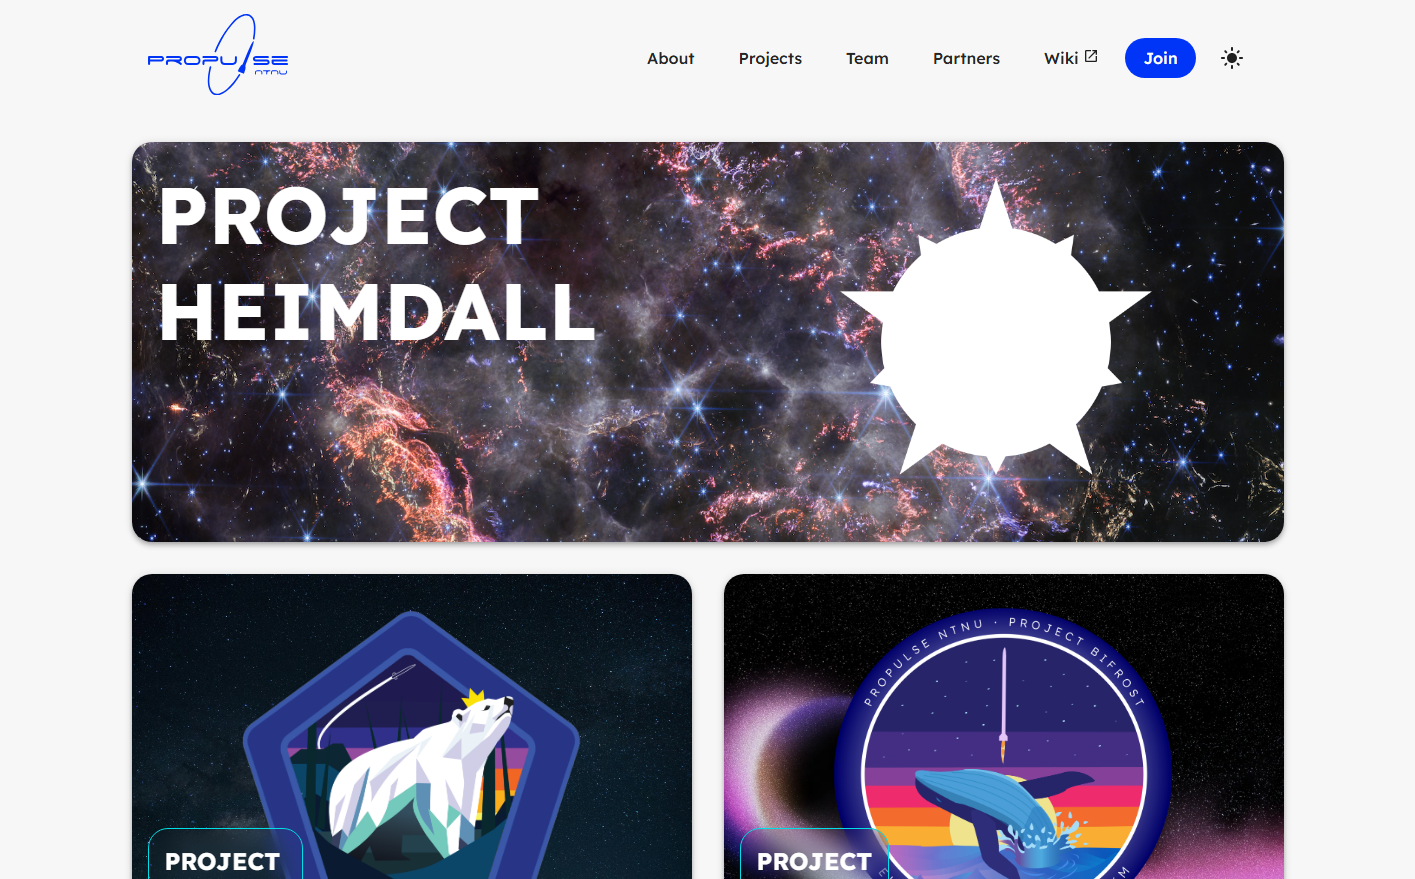 PROPULSE
NTNU
About
Projects
Team
Partners
Wiki
Join
PROJECT
HEIMDALL
PROJECT
PROPULSE NTNU · PROJECT BIFROST
PROJECT